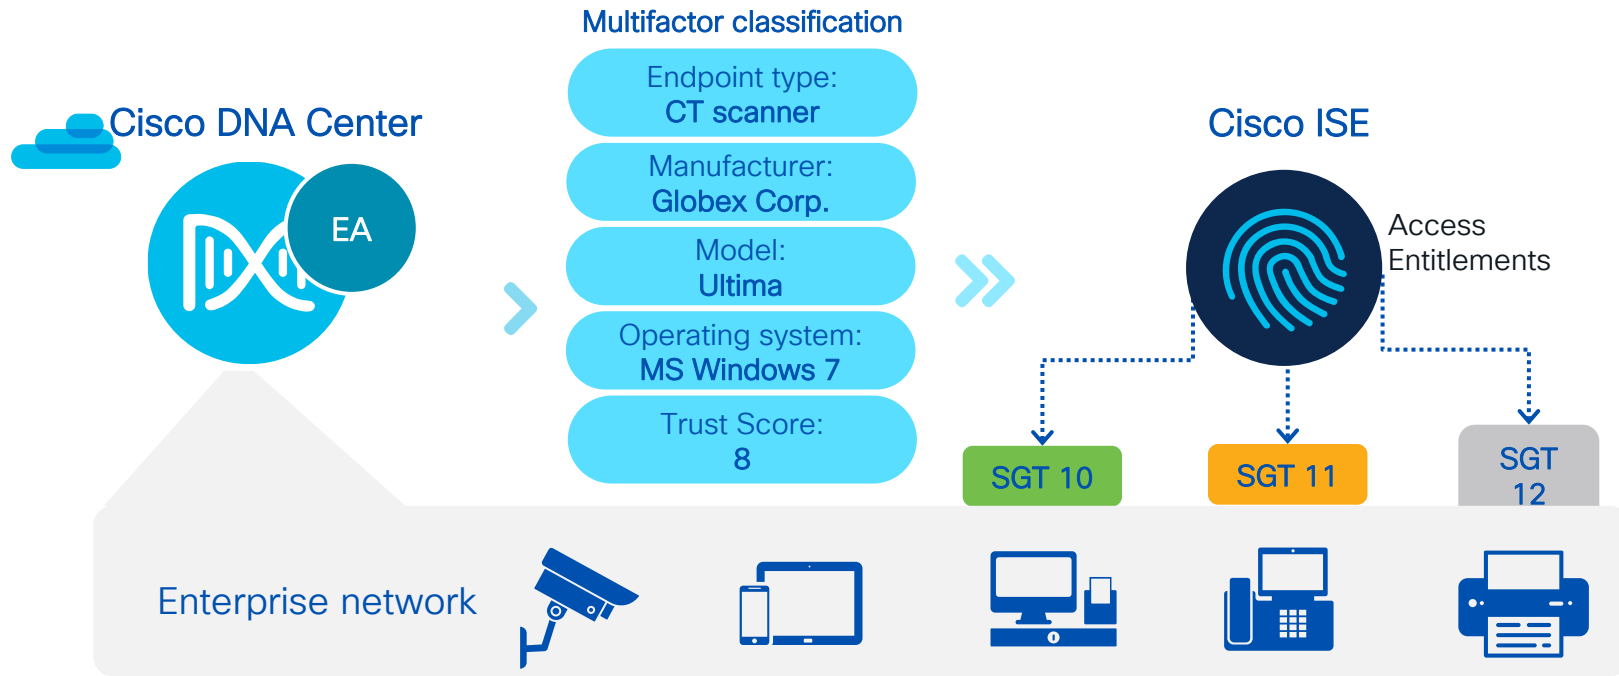 Multifactor classification
Endpoint type:
CT scanner
Manufacturer:
Globex Corp.
Model:
Ultima
Operating system:
MS Windows 7
Trust Score:
8
Cisco DNA Center
EA
Cisco ISE
Access
Entitlements
SGT 10
SGT 11
SGT
12
Enterprise network